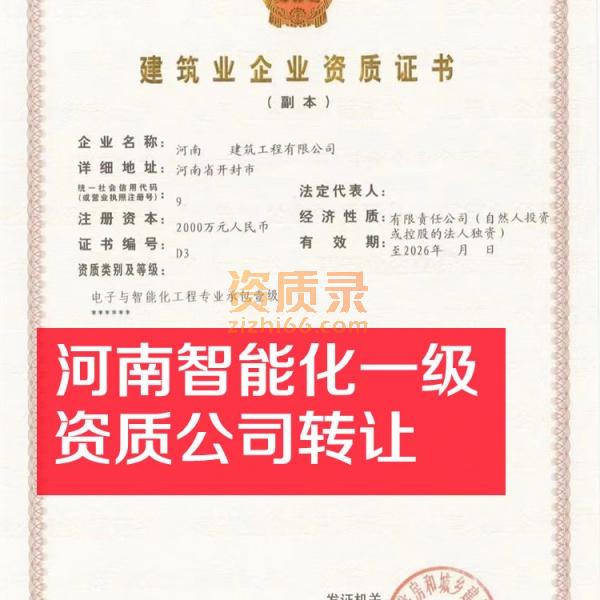 建筑业企业资质证书
（副本）
企业名称： 河南 建筑工程有限公司
详细地址： 河南省开封市
统一社会信用代码
（或营业执照注册号）： 9
法定代表人：
注册资本： 2000万元人民币
经济性质： 有限责任公司（自然人投资
或控股的法人独资）
证书编号： D3
有效期： 至2026年 月 日
资质类别及等级：
电子与智能化工程专业承包壹级
******
资质录
zizhi66.com
河南智能化一级
资质公司转让
发证机关
房和城乡建